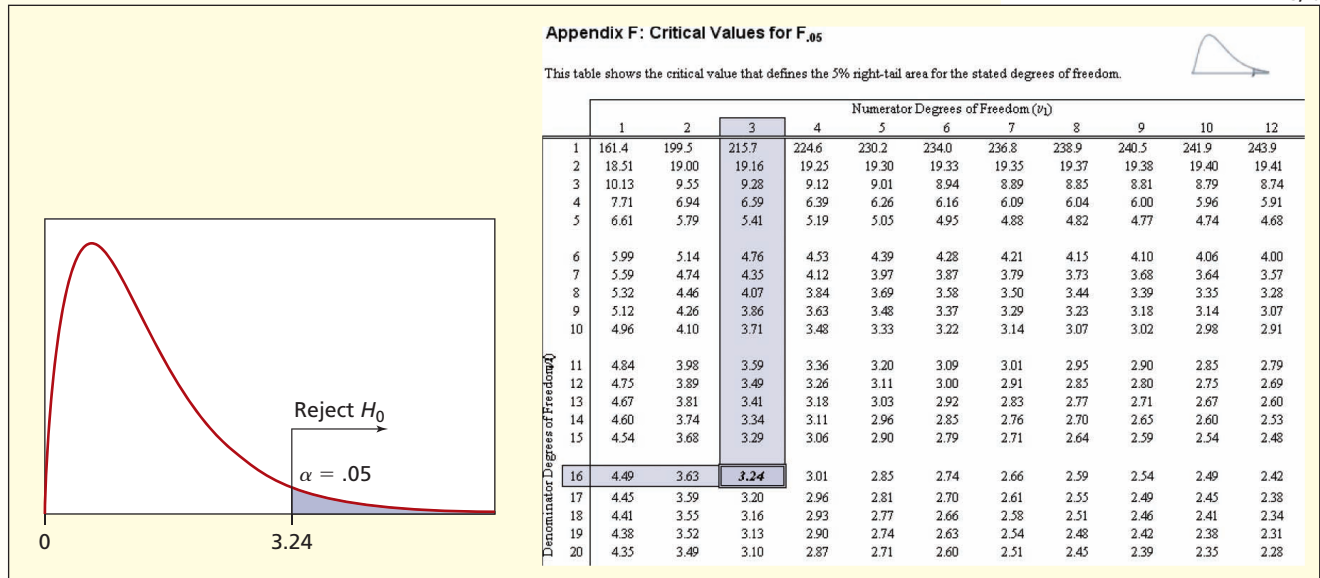 Appendix F: Critical Values for F.05
This table shows the critical value that defines the 5% right-tail area for the stated degrees of freedom.
Numerator Degrees of Freedom (ν1)
1 2 3 4 5 6 7 8 9 10 12
1 161.4 199.5 215.7 224.6 230.2 234.0 236.8 238.9 240.5 241.9 243.9
2 18.51 19.00 19.16 19.25 19.30 19.33 19.35 19.37 19.38 19.40 19.41
3 10.13 9.55 9.28 9.12 9.01 8.94 8.89 8.85 8.81 8.79 8.74
4 7.71 6.94 6.59 6.39 6.26 6.16 6.09 6.04 6.00 5.96 5.91
5 6.61 5.79 5.41 5.19 5.05 4.95 4.88 4.82 4.77 4.74 4.68
6 5.99 5.14 4.76 4.53 4.39 4.28 4.21 4.15 4.10 4.06 4.00
7 5.59 4.74 4.35 4.12 3.97 3.87 3.79 3.73 3.68 3.64 3.57
8 5.32 4.46 4.07 3.84 3.69 3.58 3.50 3.44 3.39 3.35 3.28
9 5.12 4.26 3.86 3.63 3.48 3.37 3.29 3.23 3.18 3.14 3.07
10 4.96 4.10 3.71 3.48 3.33 3.22 3.14 3.07 3.02 2.98 2.91
11 4.84 3.98 3.59 3.36 3.20 3.09 3.01 2.95 2.90 2.85 2.79
12 4.75 3.89 3.49 3.26 3.11 3.00 2.91 2.85 2.80 2.75 2.69
13 4.67 3.81 3.41 3.18 3.03 2.92 2.83 2.77 2.71 2.67 2.60
14 4.60 3.74 3.34 3.11 2.96 2.85 2.76 2.70 2.65 2.60 2.53
15 4.54 3.68 3.29 3.06 2.90 2.79 2.71 2.64 2.59 2.54 2.48
16 4.49 3.63 3.24 3.01 2.85 2.74 2.66 2.59 2.54 2.49 2.42
17 4.45 3.59 3.20 2.96 2.81 2.70 2.61 2.55 2.49 2.45 2.38
18 4.41 3.55 3.16 2.93 2.77 2.66 2.58 2.51 2.46 2.41 2.34
19 4.38 3.52 3.13 2.90 2.74 2.63 2.54 2.48 2.42 2.38 2.31
20 4.35 3.49 3.10 2.87 2.71 2.60 2.51 2.45 2.39 2.35 2.28
Denominator Degrees of Freedom
Reject H0
α = .05
0
3.24